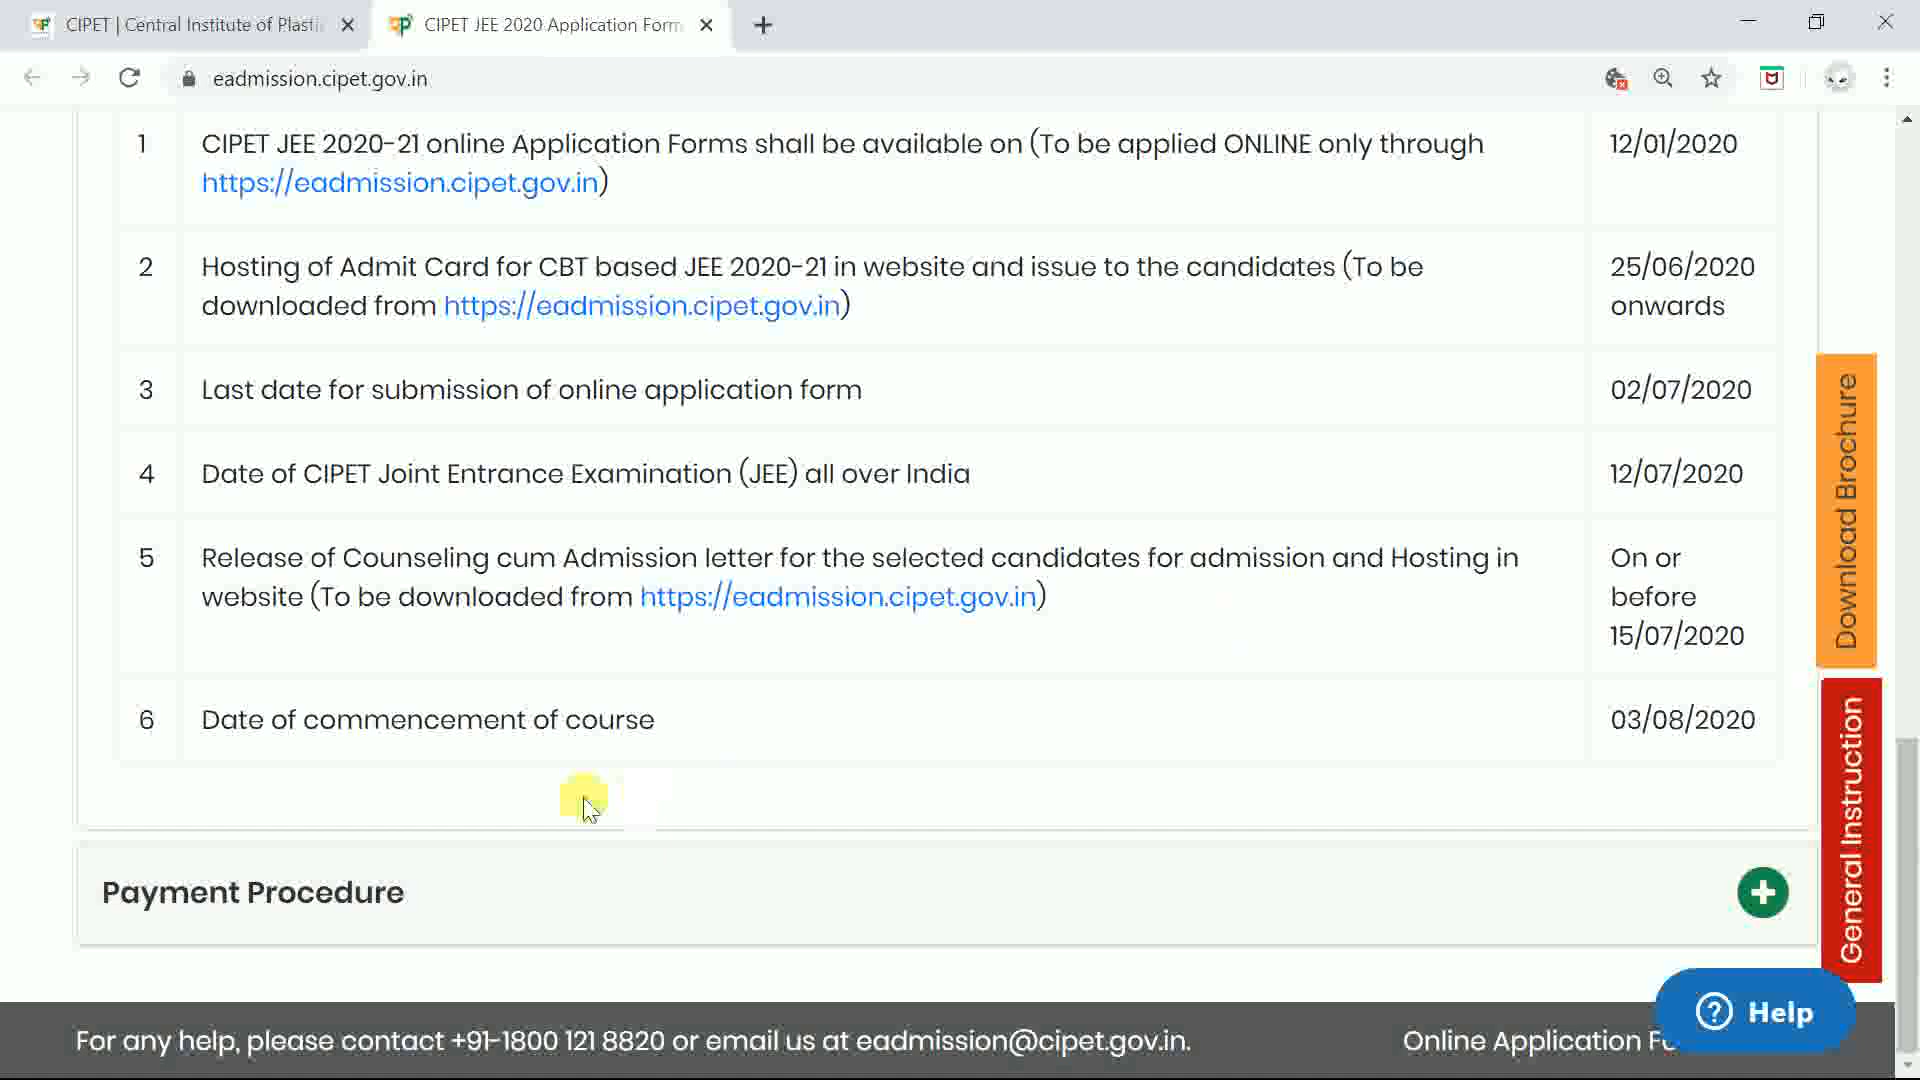 CIPET | Central Institute of Plasti
CIPET JEE 2020 Application Form
eadmission.cipet.gov.in
1 CIPET JEE 2020-21 online Application Forms shall be available on (To be applied ONLINE only through 12/01/2020
https://eadmission.cipet.gov.in)
2 Hosting of Admit Card for CBT based JEE 2020-21 in website and issue to the candidates (To be 25/06/2020
downloaded from https://eadmission.cipet.gov.in) onwards
3 Last date for submission of online application form 02/07/2020
4 Date of CIPET Joint Entrance Examination (JEE) all over India 12/07/2020
5 Release of Counseling cum Admission letter for the selected candidates for admission and Hosting in On or
website (To be downloaded from https://eadmission.cipet.gov.in) before
15/07/2020
6 Date of commencement of course 03/08/2020
Download Brochure
General Instruction
Payment Procedure
Help
For any help, please contact +91-1800 121 8820 or email us at eadmission@cipet.gov.in. Online Application